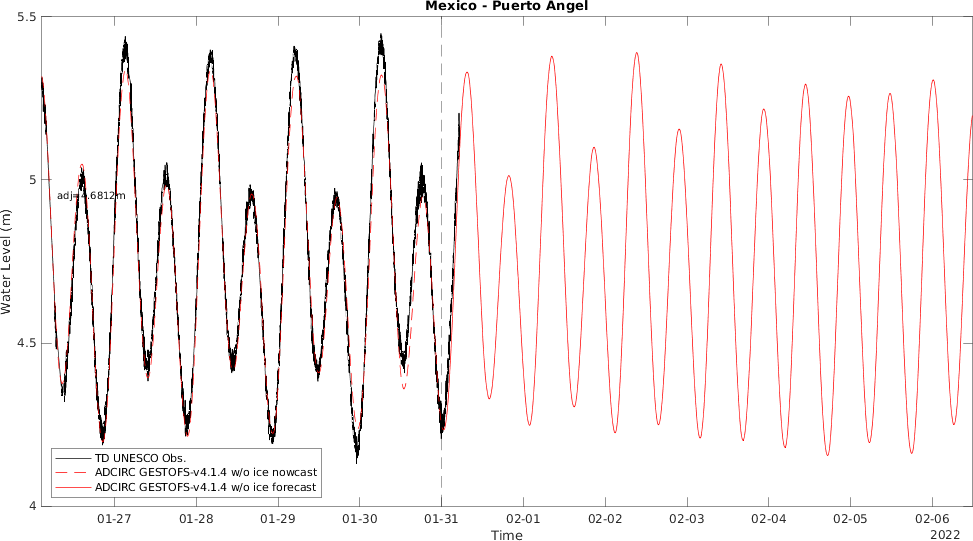 Mexico - Puerto Angel
5.5
5
4.5
4
Water Level (m)
adj=4.6812m
TD UNESCO Obs.
ADCIRC GESTOFS-v4.1.4 w/o ice nowcast
ADCIRC GESTOFS-v4.1.4 w/o ice forecast
01-27 01-28 01-29 01-30 01-31 02-01 02-02 02-03 02-04 02-05 02-06
Time
2022